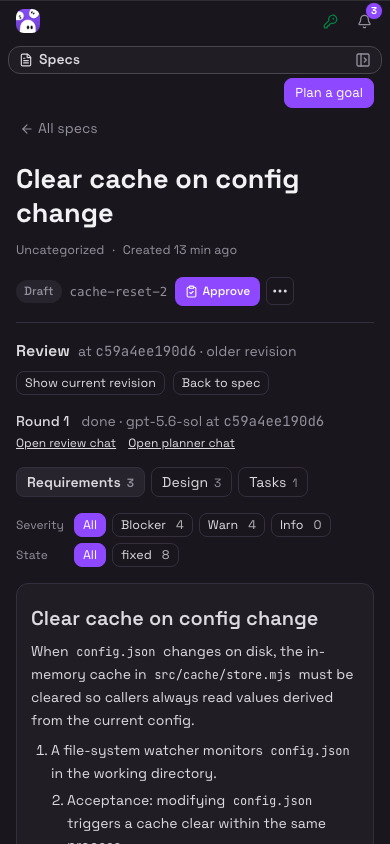 3
Specs
Plan a goal
← All specs
Clear cache on config
change
Uncategorized · Created 13 min ago
Draft cache-reset-2 Approve
Review at c59a4ee190d6 · older revision
Show current revision Back to spec
Round 1 done · gpt-5.6-sol at c59a4ee190d6
Open review chat Open planner chat
Requirements 3 Design 3 Tasks 1
Severity All Blocker 4 Warn 4 Info 0
State All fixed 8
Clear cache on config change
When config.json changes on disk, the in-
memory cache in src/cache/store.mjs must be
cleared so callers always read values derived
from the current config.
1. A file-system watcher monitors config.json
in the working directory.
2. Acceptance: modifying config.json
triggers a cache clear within the same